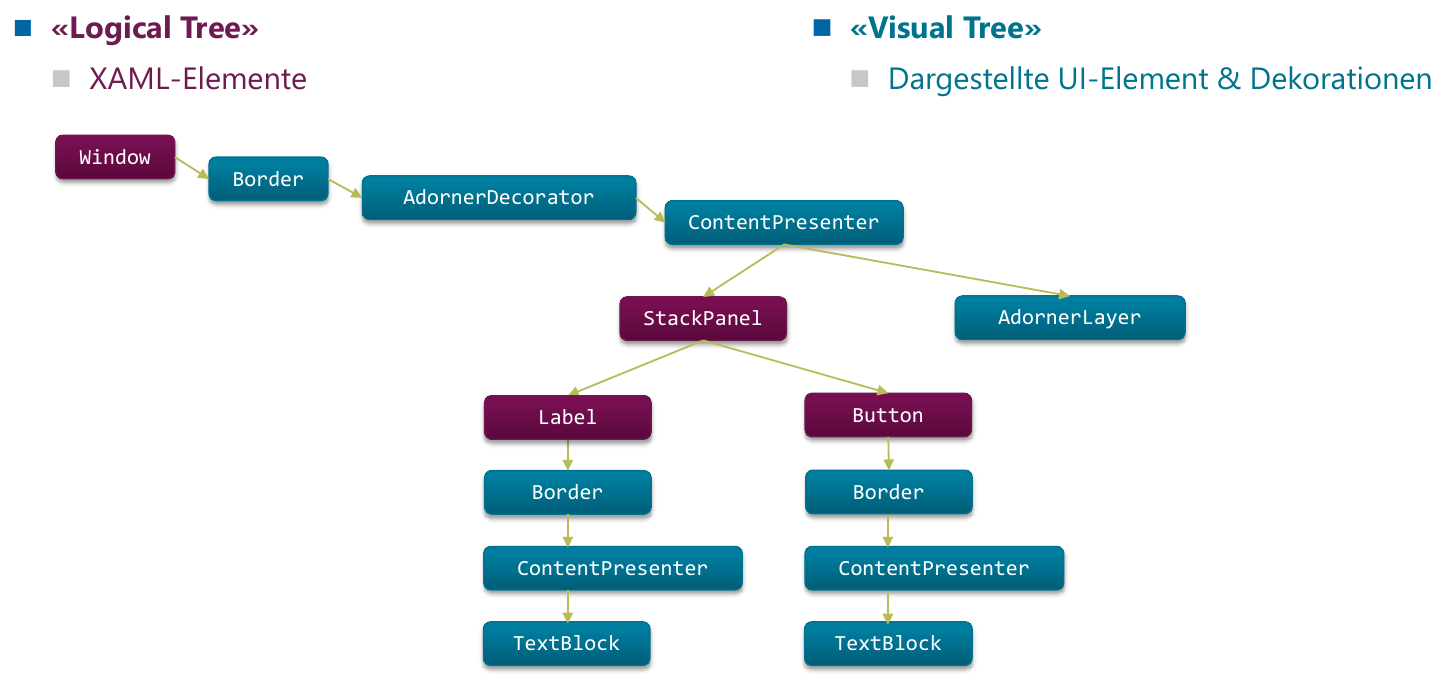 «Logical Tree»
«Visual Tree»
XAML-Elemente
Dargestellte UI-Element & Dekorationen
Window
Border
AdornerDecorator
ContentPresenter
StackPanel
AdornerLayer
Label
Button
Border
Border
ContentPresenter
ContentPresenter
TextBlock
TextBlock